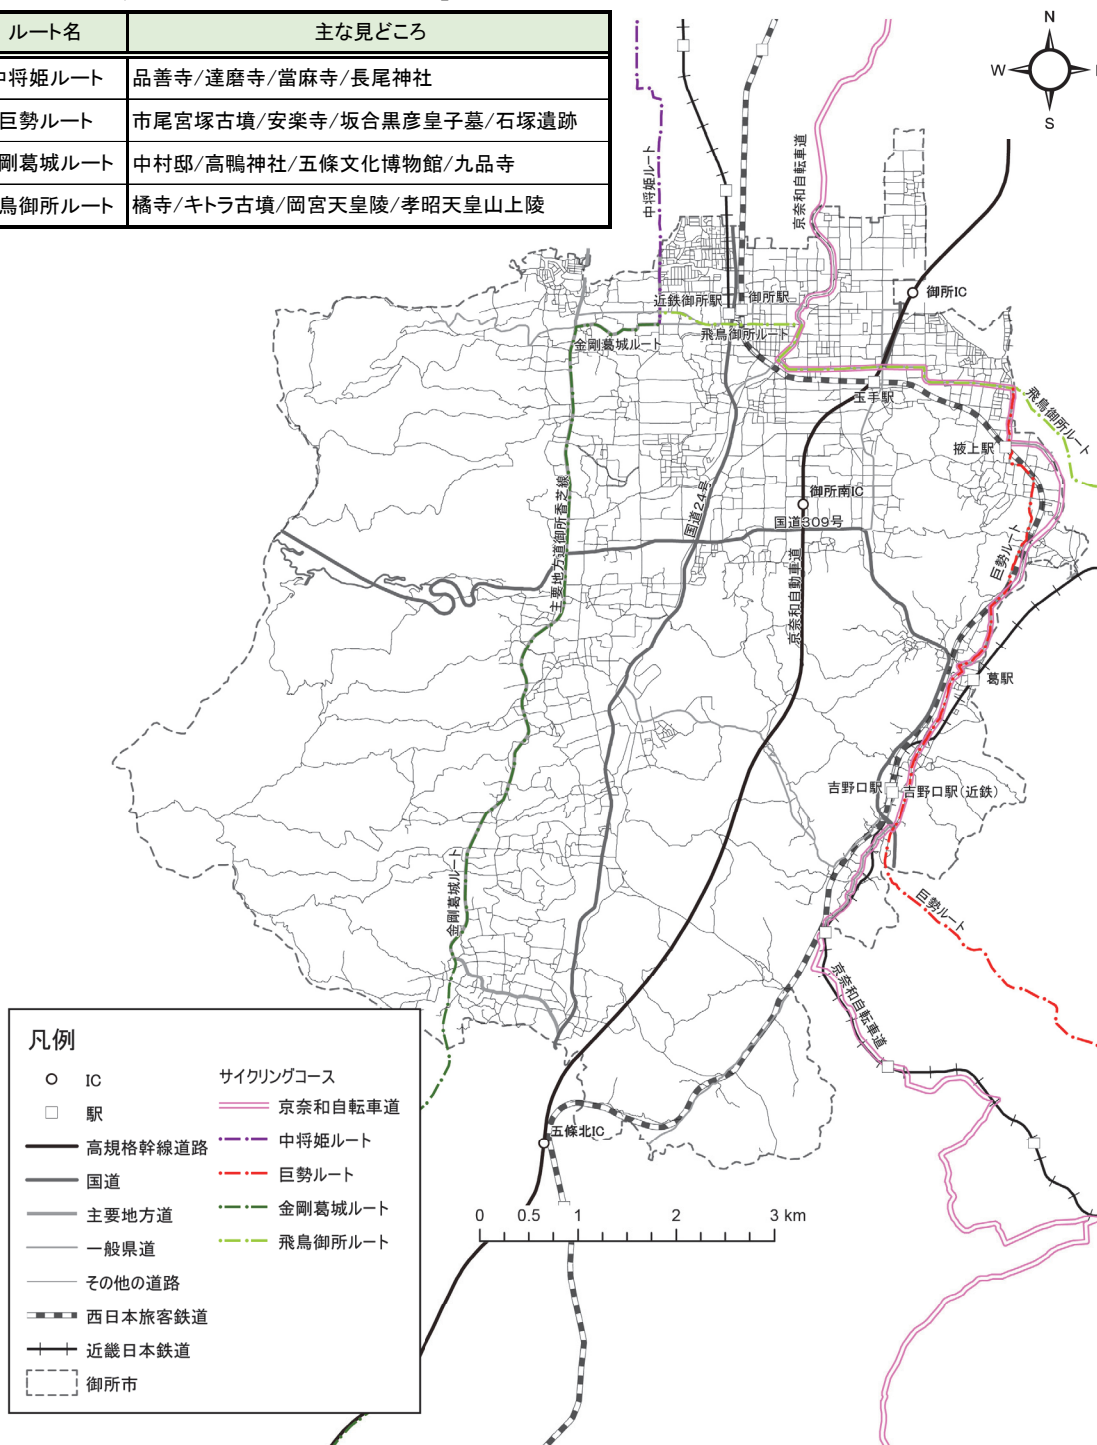 ルート名 主な見どころ
中将姫ルート 品善寺/達磨寺/當麻寺/長尾神社
巨勢ルート 市尾宮塚古墳/安楽寺/坂合黒彦皇子墓/石塚遺跡
剛葛城ルート 中村邸/高鴨神社/五條文化博物館/九品寺
鳥御所ルート 橘寺/キトラ古墳/岡宮天皇陵/孝昭天皇山上陵
N
W
S
中将姫ルート
京奈和自転車道
御所IC
近鉄御所駅
御所駅
飛鳥御所ルート
金剛葛城ルート
玉手駅
飛鳥御所ルート
掖上駅
御所南IC
国道24号
国道309号
主要地方道御所香芝線
京奈和自動車道
巨勢ルート
葛駅
吉野口駅
吉野口駅(近鉄)
金剛葛城ルート
巨勢ルート
京奈和自転車道
五條北IC
0 0.5 1 2 3 km
凡例
IC
駅
高規格幹線道路
国道
主要地方道
一般県道
その他の道路
西日本旅客鉄道
近畿日本鉄道
御所市
サイクリングコース
京奈和自転車道
中将姫ルート
巨勢ルート
金剛葛城ルート
飛鳥御所ルート